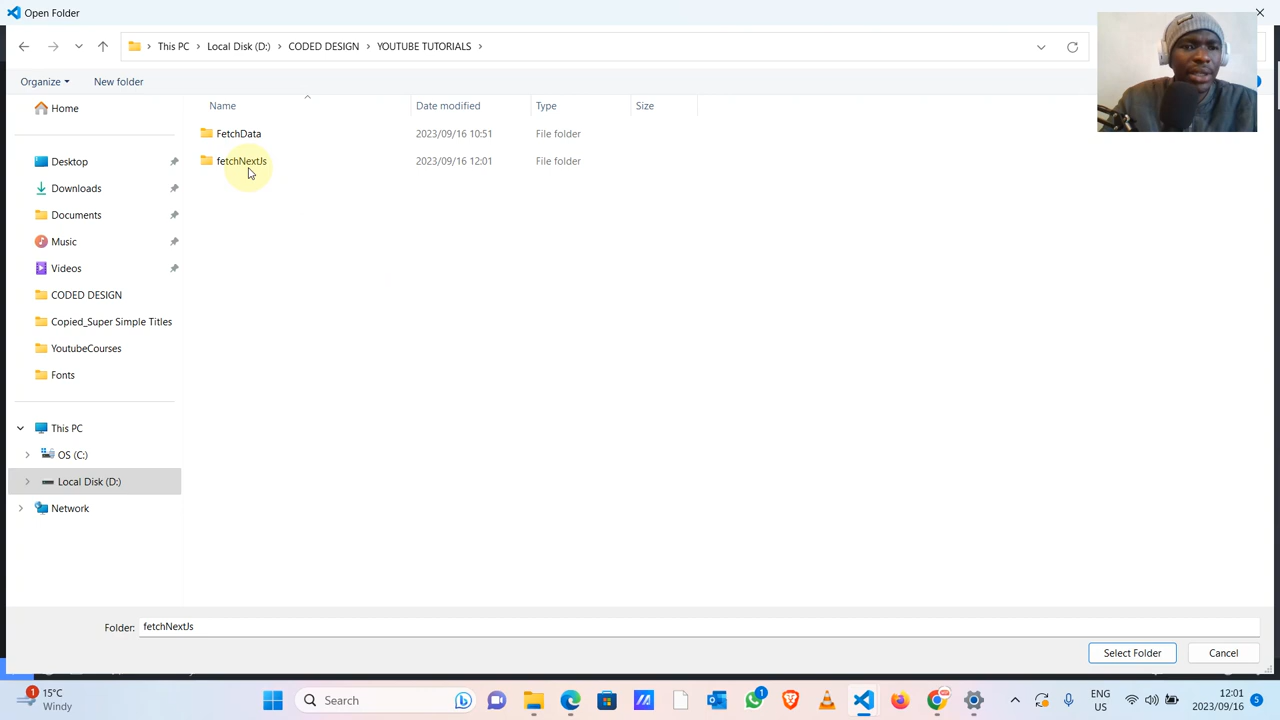 Open Folder
This PC Local Disk (D:) CODED DESIGN YOUTUBE TUTORIALS
Organize New folder
Name Date modified Type Size
FetchData 2023/09/16 10:51 File folder
fetchNextJs 2023/09/16 12:01 File folder
Home
Desktop
Downloads
Documents
Music
Videos
CODED DESIGN
Copied_Super Simple Titles
YoutubeCourses
Fonts
This PC
OS (C:)
Local Disk (D:)
Network
Folder: fetchNextJs
Select Folder Cancel
1 15°C
Windy
Search
1
ENG
US
12:01
2023/09/16
5